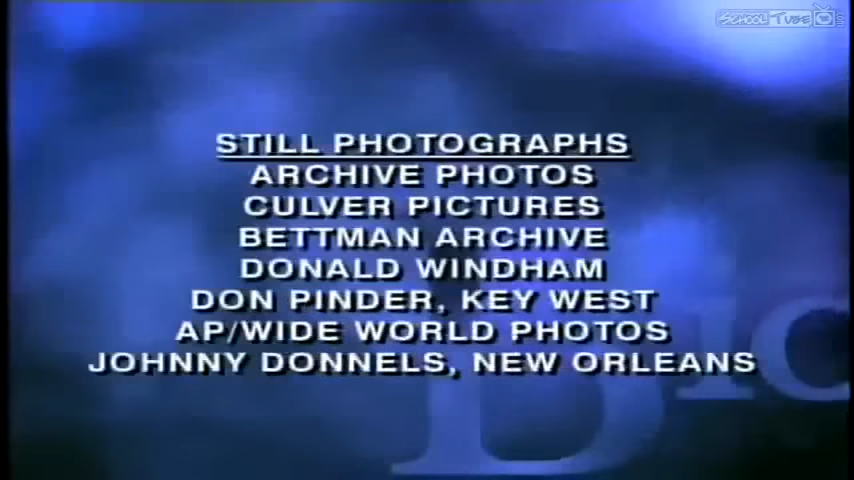 SCHOOLTUBE
STILL PHOTOGRAPHS
ARCHIVE PHOTOS
CULVER PICTURES
BETTMAN ARCHIVE
DONALD WINDHAM
DON PINDER, KEY WEST
AP/WIDE WORLD PHOTOS
JOHNNY DONNELS, NEW ORLEANS